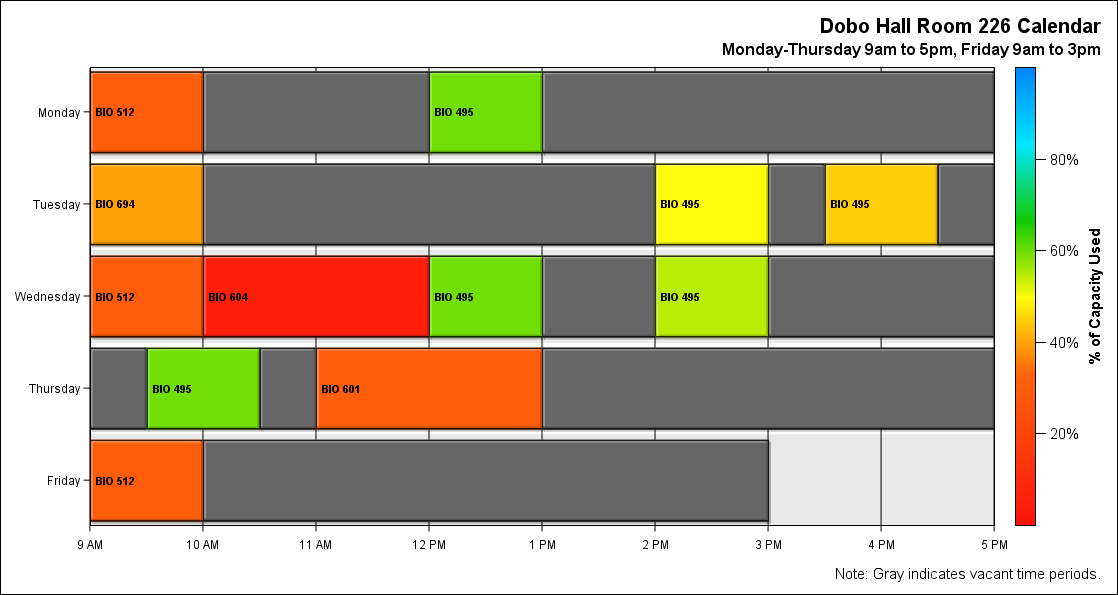 Dobo Hall Room 226 Calendar
Monday-Thursday 9am to 5pm, Friday 9am to 3pm
Monday
BIO 512
BIO 495
Tuesday
BIO 694
BIO 495
BIO 495
Wednesday
BIO 512
BIO 604
BIO 495
BIO 495
Thursday
BIO 495
BIO 601
Friday
BIO 512
9 AM
10 AM
11 AM
12 PM
1 PM
2 PM
3 PM
4 PM
5 PM
80%
60%
40%
20%
% of Capacity Used
Note: Gray indicates vacant time periods.